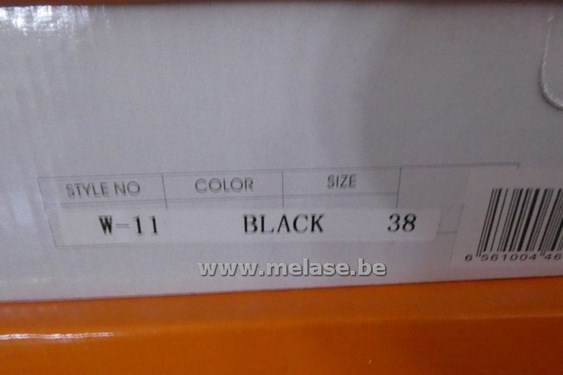 STYLE NO COLOR SIZE
W-11 BLACK 38
www.melase.be
6 561004 46